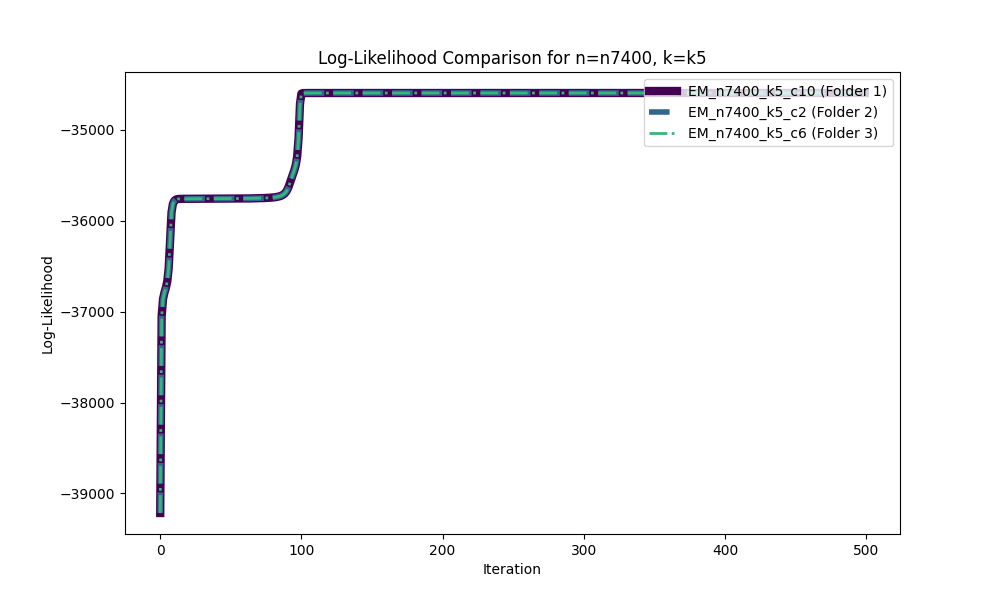 Log-Likelihood Comparison for n=n7400, k=k5
EM_n7400_k5_c10 (Folder 1)
EM_n7400_k5_c2 (Folder 2)
EM_n7400_k5_c6 (Folder 3)
−35000
−36000
−37000
−38000
−39000
Log-Likelihood
0 100 200 300 400 500
Iteration